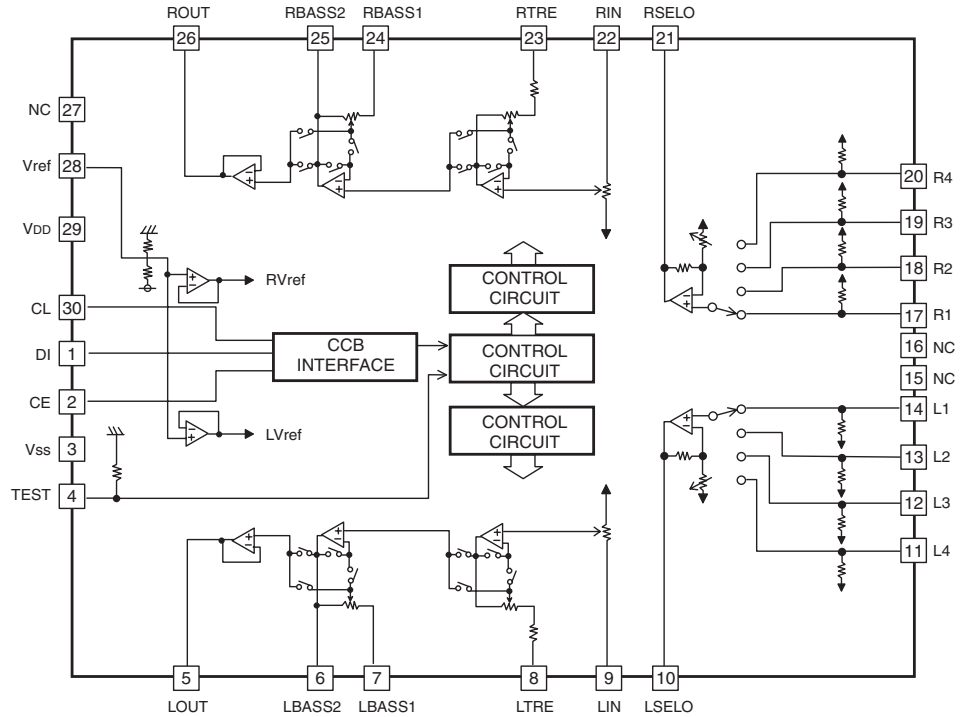 ROUT RBASS2 RBASS1 RTRE RIN RSELO
26 25 24 23 22 21
NC 27
Vref 28
VDD 29
CL 30
DI 1
CE 2
Vss 3
TEST 4
RVref
LVref
CCB
INTERFACE
CONTROL
CIRCUIT
CONTROL
CIRCUIT
CONTROL
CIRCUIT
20 R4
19 R3
18 R2
17 R1
16 NC
15 NC
14 L1
13 L2
12 L3
11 L4
5 6 7 8 9 10
LOUT LBASS2 LBASS1 LTRE LIN LSELO